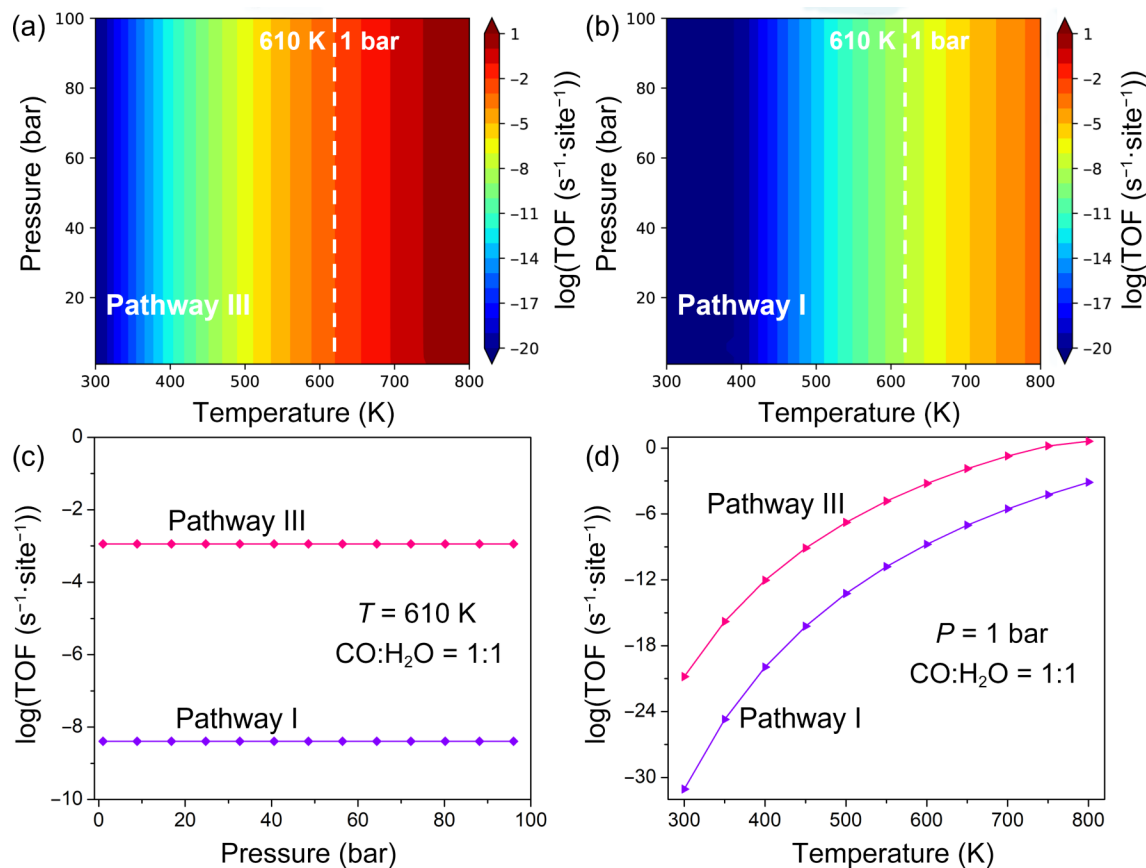 (a)
610 K 1 bar
Pathway III
Pressure (bar)
100
80
60
40
20
300 400 500 600 700 800
Temperature (K)
1
−2
−5
−8
−11
−14
−17
−20
log(TOF (s⁻¹·site⁻¹))
(b)
610 K 1 bar
Pathway I
Pressure (bar)
100
80
60
40
20
300 400 500 600 700 800
Temperature (K)
1
−2
−5
−8
−11
−14
−17
−20
log(TOF (s⁻¹·site⁻¹))
(c)
log(TOF (s⁻¹·site⁻¹))
0
−2
−4
−6
−8
−10
Pathway III
T = 610 K
CO:H₂O = 1:1
Pathway I
0 20 40 60 80 100
Pressure (bar)
(d)
log(TOF (s⁻¹·site⁻¹))
0
−6
−12
−18
−24
−30
Pathway III
P = 1 bar
CO:H₂O = 1:1
Pathway I
300 400 500 600 700 800
Temperature (K)